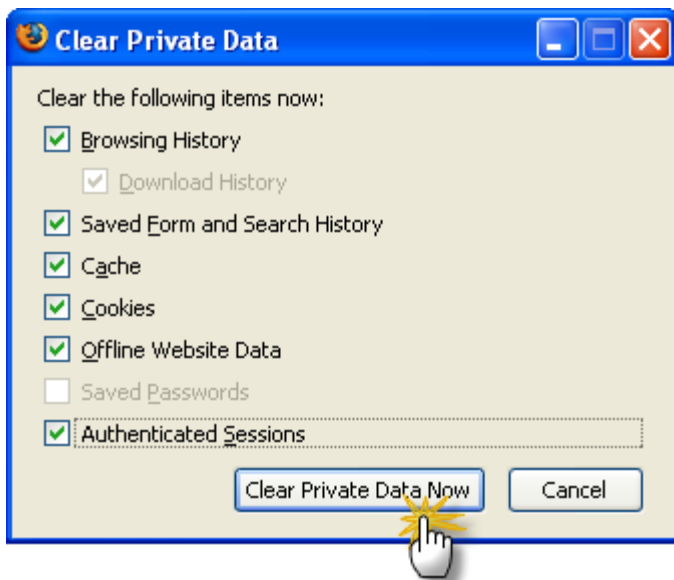 Clear Private Data
Clear the following items now:
Browsing History
Download History
Saved Form and Search History
Cache
Cookies
Offline Website Data
Saved Passwords
Authenticated Sessions
Clear Private Data Now Cancel